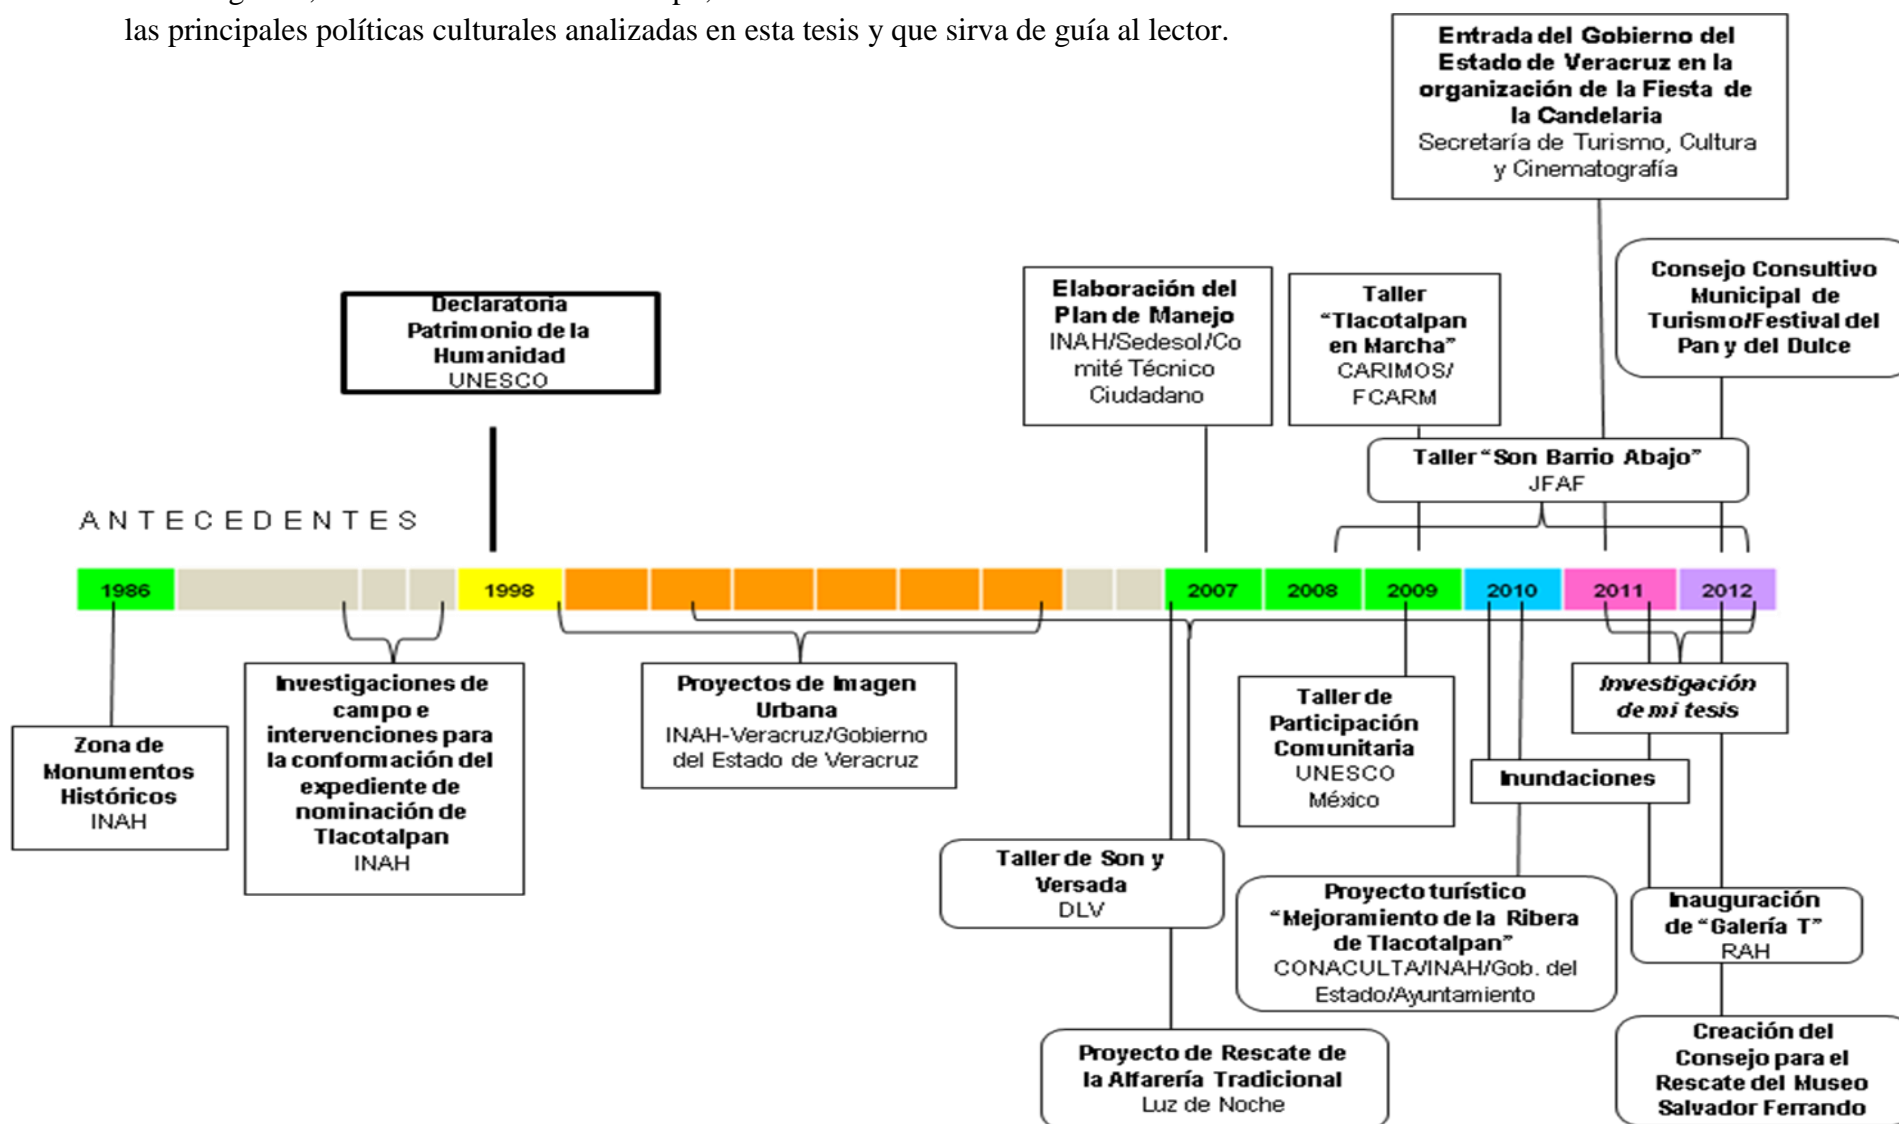 las principales políticas culturales analizadas en esta tesis y que sirva de guía al lector.
Entrada del Gobierno del
Estado de Veracruz en la
organización de la Fiesta de
la Candelaria
Secretaría de Turismo, Cultura
y Cinematografía
Declaratoria
Patrimonio de la
Humanidad
UNESCO
Elaboración del
Plan de Manejo
INAH/Sedesol/Co
mité Técnico
Ciudadano
Taller
“Tlacotalpan
en Marcha”
CARIMOS/
FCARM
Consejo Consultivo
Municipal de
Turismo/Festival del
Pan y del Dulce
Taller “Son Barrio Abajo”
JFAF
ANTECEDENTES
1986
1998
2007
2008
2009
2010
2011
2012
Zona de
Monumentos
Históricos
INAH
Investigaciones de
campo e
intervenciones para
la conformación del
expediente de
nominación de
Tlacotalpan
INAH
Proyectos de Imagen
Urbana
INAH-Veracruz/Gobierno
del Estado de Veracruz
Taller de
Participación
Comunitaria
UNESCO
México
Investigación
de mi tesis
Inundaciones
Taller de Son y
Versada
DLV
Proyecto turístico
“Mejoramiento de la Ribera
de Tlacotalpan”
CONACULTA/INAH/Gob. del
Estado/Ayuntamiento
Inauguración
de “Galería T”
RAH
Proyecto de Rescate de
la Alfarería Tradicional
Luz de Noche
Creación del
Consejo para el
Rescate del Museo
Salvador Ferrando